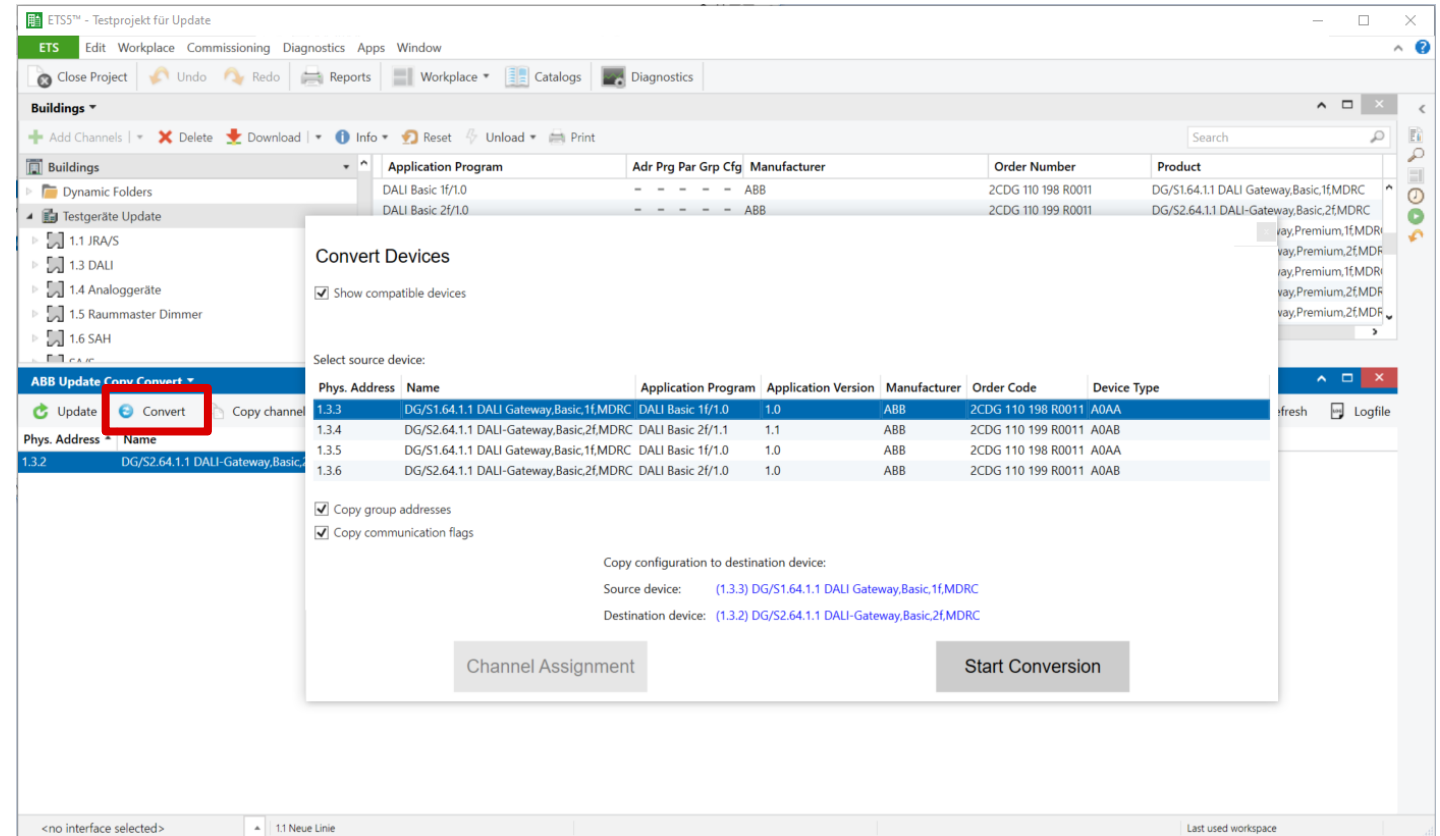 ETS5™ - Testprojekt für Update
ETS Edit Workplace Commissioning Diagnostics Apps Window
Close Project Undo Redo Reports Workplace Catalogs Diagnostics
Buildings
Add Channels Delete Download Info Reset Unload Print Search
Buildings Application Program Adr Prg Par Grp Cfg Manufacturer Order Number Product
Dynamic Folders DALI Basic 1f/1.0 - - - - - ABB 2CDG 110 198 R0011 DG/S1.64.1.1 DALI Gateway,Basic,1f,MDRC
Testgeräte Update DALI Basic 2f/1.0 - - - - - ABB 2CDG 110 199 R0011 DG/S2.64.1.1 DALI-Gateway,Basic,2f,MDRC
1.1 JRA/S
1.3 DALI
1.4 Analoggeräte
1.5 Raummaster Dimmer
1.6 SAH
Premium,1f,MDR
Premium,2f,MDR
Premium,1f,MDR
Premium,2f,MDR
Premium,2f,MDR
ABB Update Copy Convert
Update Convert Copy channel Logfile
Phys. Address Name
1.3.2 DG/S2.64.1.1 DALI-Gateway,Basic,
Convert Devices
Show compatible devices
Select source device:
Phys. Address Name Application Program Application Version Manufacturer Order Code Device Type
1.3.3 DG/S1.64.1.1 DALI Gateway,Basic,1f,MDRC DALI Basic 1f/1.0 1.0 ABB 2CDG 110 198 R0011 A0AA
1.3.4 DG/S2.64.1.1 DALI-Gateway,Basic,2f,MDRC DALI Basic 2f/1.1 1.1 ABB 2CDG 110 199 R0011 A0AB
1.3.5 DG/S1.64.1.1 DALI Gateway,Basic,1f,MDRC DALI Basic 1f/1.0 1.0 ABB 2CDG 110 198 R0011 A0AA
1.3.6 DG/S2.64.1.1 DALI-Gateway,Basic,2f,MDRC DALI Basic 2f/1.0 1.0 ABB 2CDG 110 199 R0011 A0AB
Copy group addresses
Copy communication flags
Copy configuration to destination device:
Source device: (1.3.3) DG/S1.64.1.1 DALI Gateway,Basic,1f,MDRC
Destination device: (1.3.2) DG/S2.64.1.1 DALI-Gateway,Basic,2f,MDRC
Channel Assignment Start Conversion
<no interface selected> 1.1 Neue Linie Last used workspace